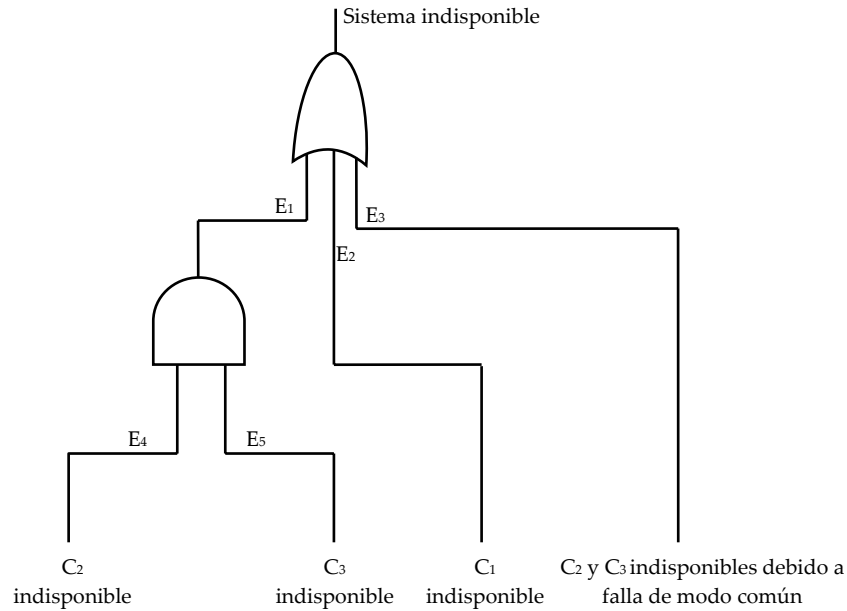 Sistema indisponible
E₁
E₃
E₂
E₄
E₅
C₂
indisponible
C₃
indisponible
C₁
indisponible
C₂ y C₃ indisponibles debido a
falla de modo común